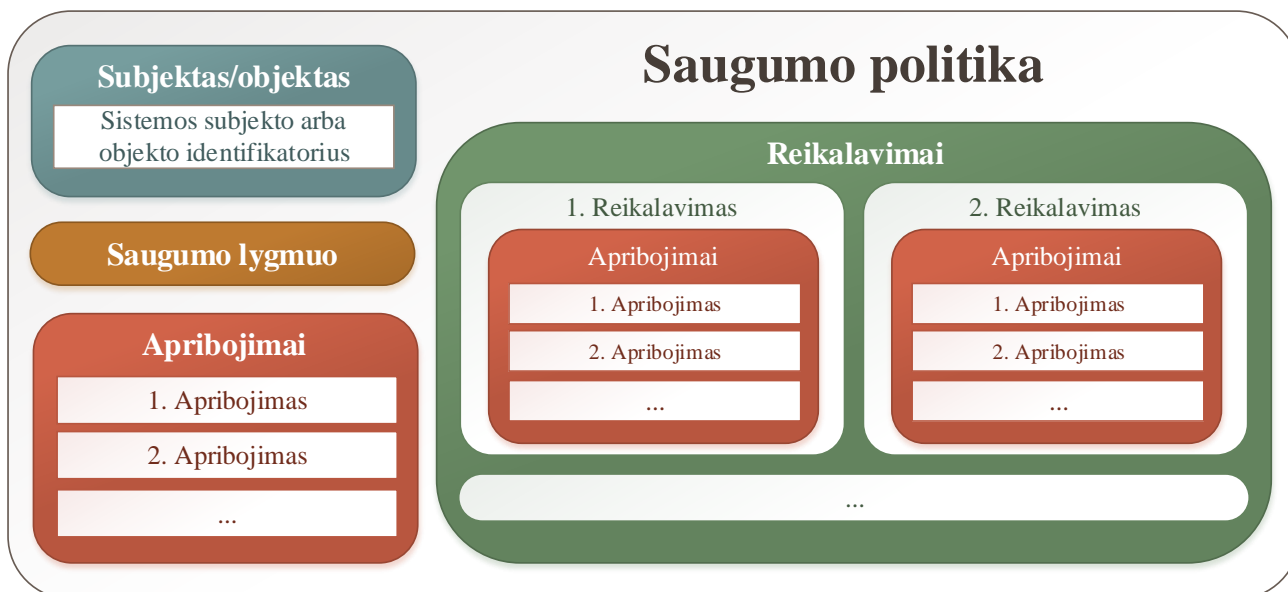 Saugumo politika
Subjektas/objektas
Sistemos subjekto arba
objekto identifikatorius
Saugumo lygmuo
Apribojimai
1. Apribojimas
2. Apribojimas
...
Reikalavimai
1. Reikalavimas
Apribojimai
1. Apribojimas
2. Apribojimas
...
2. Reikalavimas
Apribojimai
1. Apribojimas
2. Apribojimas
...
...